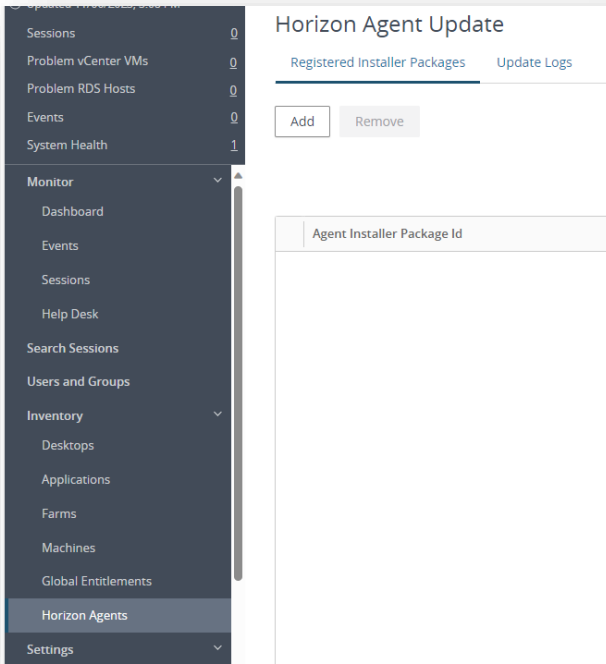 Sessions 0
Problem vCenter VMs 0
Problem RDS Hosts 0
Events 0
System Health 1
Monitor
Dashboard
Events
Sessions
Help Desk
Search Sessions
Users and Groups
Inventory
Desktops
Applications
Farms
Machines
Global Entitlements
Horizon Agents
Settings
Horizon Agent Update
Registered Installer Packages Update Logs
Add Remove
Agent Installer Package Id